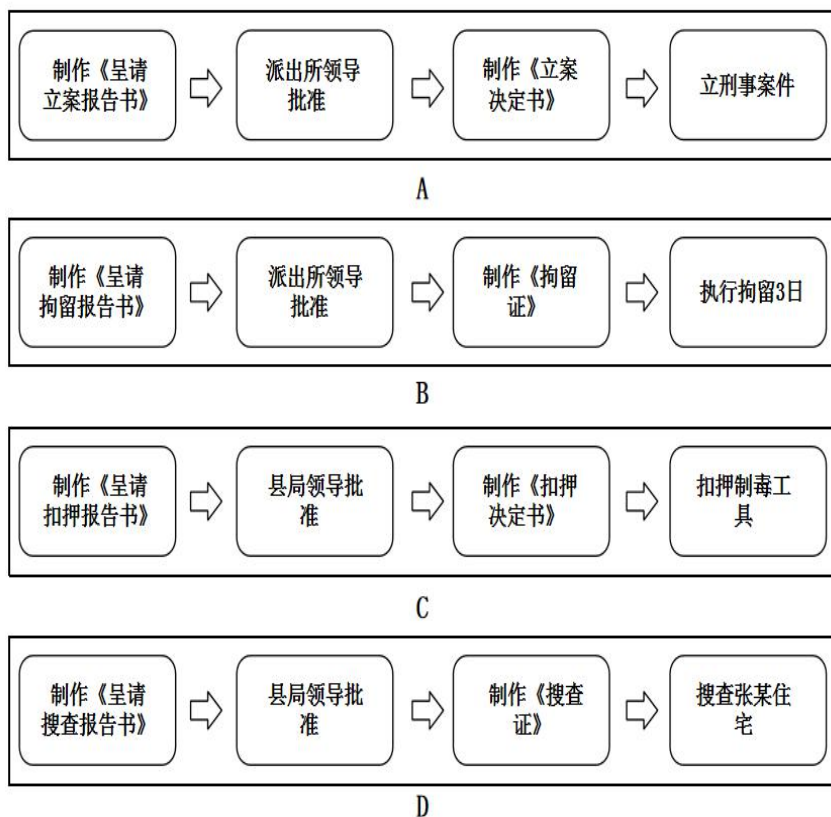 制作《呈请
立案报告书》
派出所领导
批准
制作《立案
决定书》
立刑事案件
A
制作《呈请
拘留报告书》
派出所领导
批准
制作《拘留
证》
执行拘留3日
B
制作《呈请
扣押报告书》
县局领导批
准
制作《扣押
决定书》
扣押制毒工
具
C
制作《呈请
搜查报告书》
县局领导批
准
制作《搜查
证》
搜查张某住
宅
D